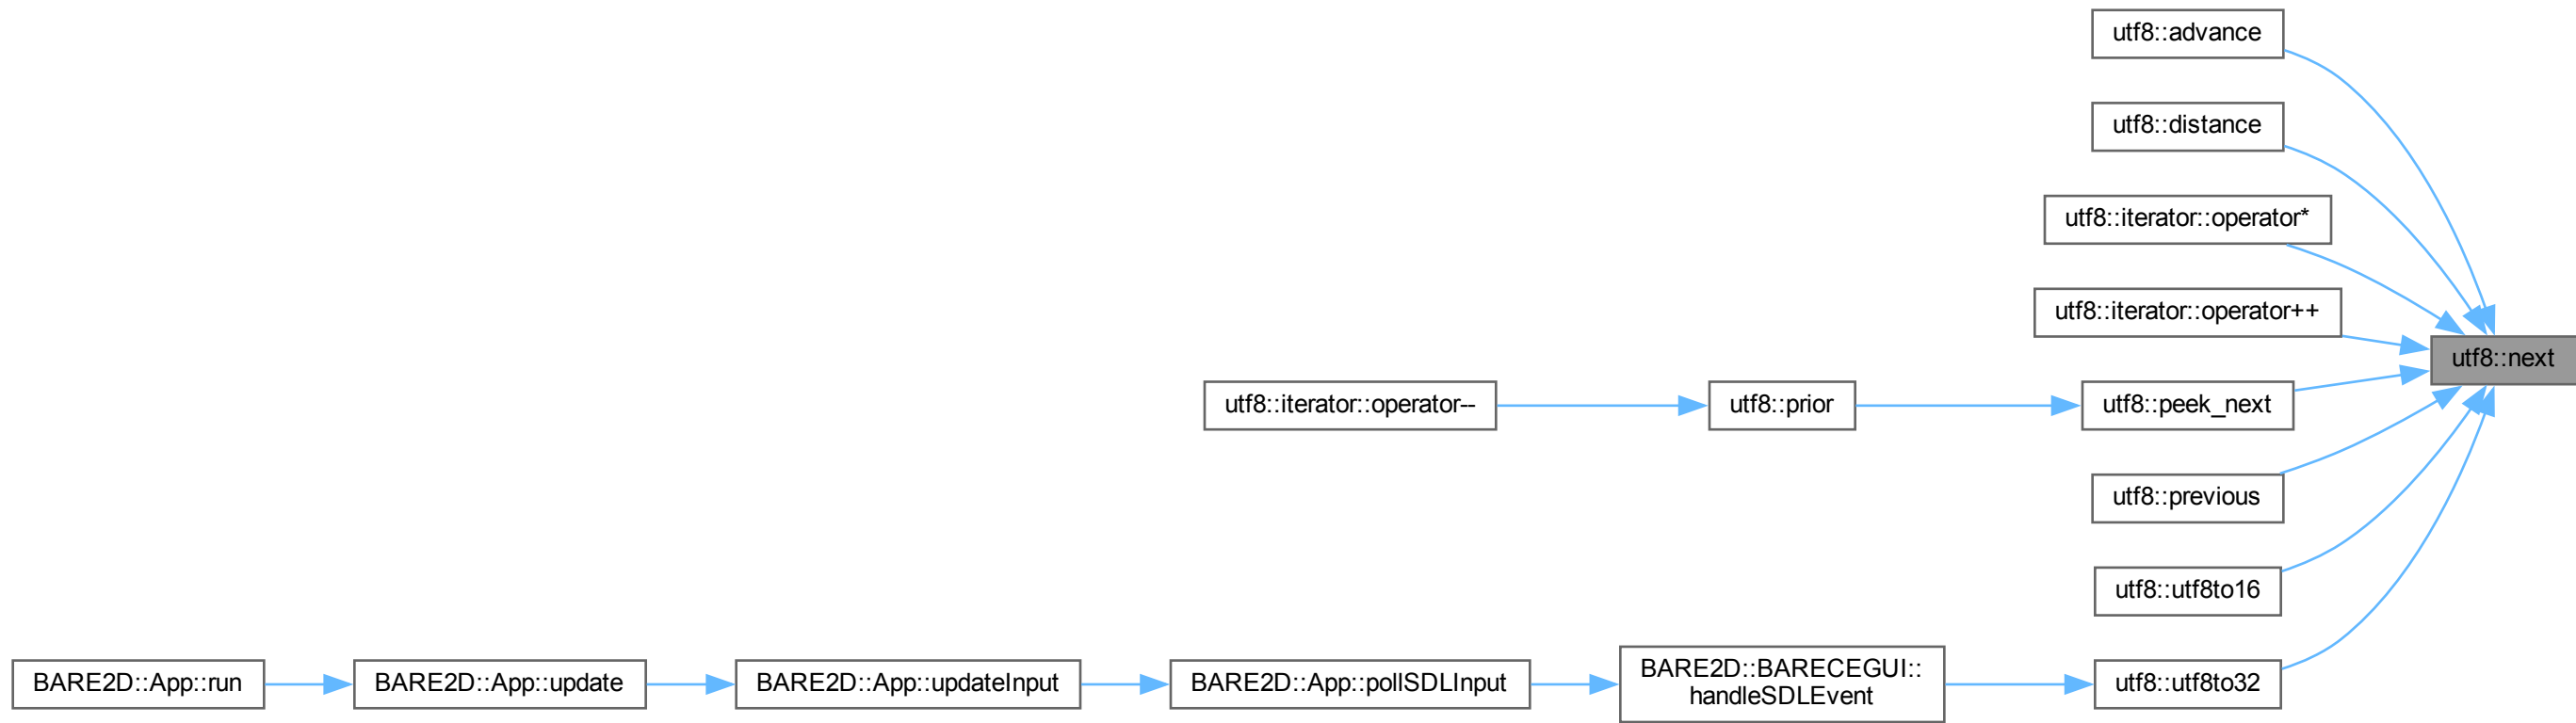 utf8::advance
utf8::distance
utf8::iterator::operator*
utf8::iterator::operator++
utf8::next
utf8::iterator::operator--
utf8::prior
utf8::peek_next
utf8::previous
utf8::utf8to16
BARE2D::App::run
BARE2D::App::update
BARE2D::App::updateInput
BARE2D::App::pollSDLInput
BARE2D::BARECEGUI::
handleSDLEvent
utf8::utf8to32